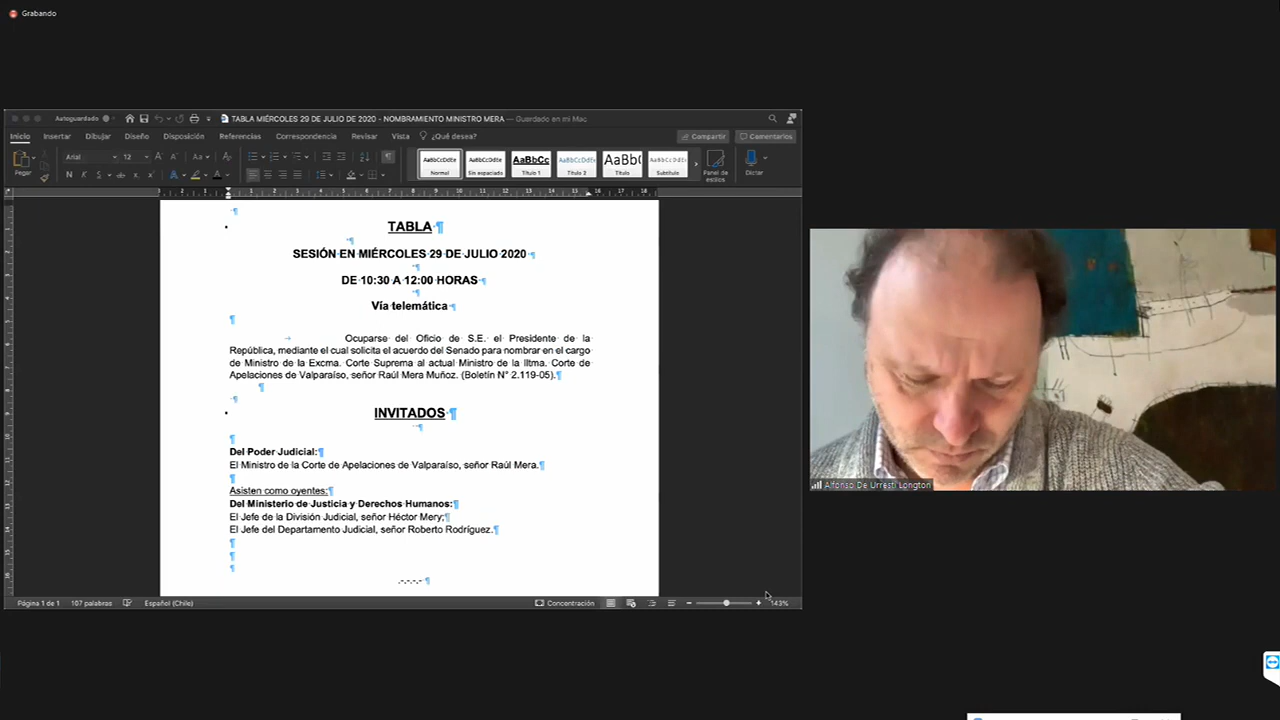 Grabando
Autoguardado
TABLA MIÉRCOLES 29 DE JULIO DE 2020 - NOMBRAMIENTO MINISTRO MERA — Guardado en mi Mac
Inicio Insertar Dibujar Diseño Disposición Referencias Correspondencia Revisar Vista ¿Qué desea? Compartir Comentarios
Pegar Arial 12 N K S Normal Sin espaciado Título 1 Título 2 Título Subtítulo Panel de estilos Dictar
TABLA
SESIÓN EN MIÉRCOLES 29 DE JULIO 2020
DE 10:30 A 12:00 HORAS
Vía telemática
Ocuparse del Oficio de S.E. el Presidente de la
República, mediante el cual solicita el acuerdo del Senado para nombrar en el cargo
de Ministro de la Excma. Corte Suprema al actual Ministro de la Iltma. Corte de
Apelaciones de Valparaíso, señor Raúl Mera Muñoz. (Boletín N° 2.119-05).
INVITADOS
Del Poder Judicial:
El Ministro de la Corte de Apelaciones de Valparaíso, señor Raúl Mera.
Asisten como oyentes:
Del Ministerio de Justicia y Derechos Humanos:
El Jefe de la División Judicial, señor Héctor Mery;
El Jefe del Departamento Judicial, señor Roberto Rodríguez.
.-.-.-.-
Página 1 de 1 107 palabras Español (Chile) Concentración 143%
Alfonso De Urresti Longton